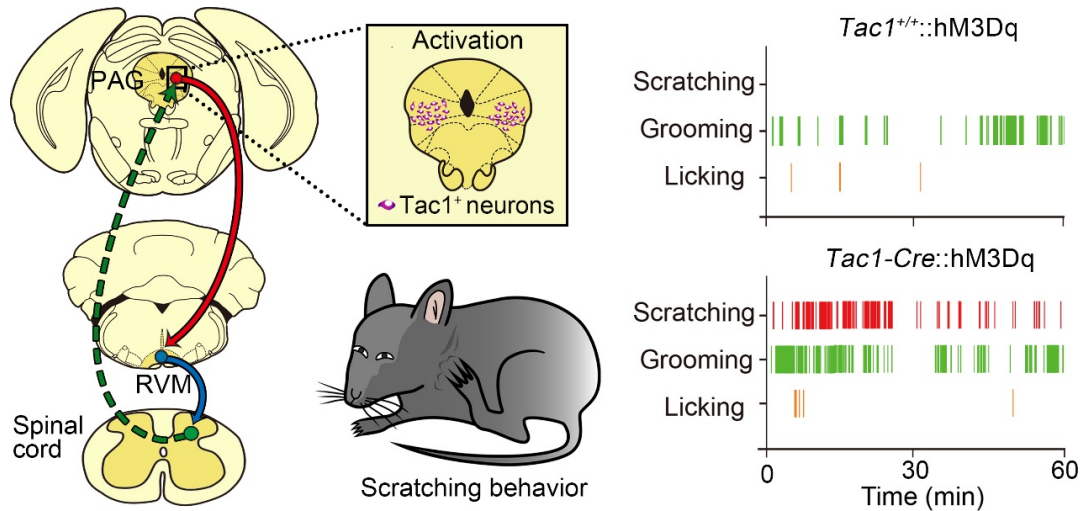 PAG
RVM
Spinal
cord
Activation
Tac1⁺ neurons
Scratching behavior
Tac1⁺/⁺::hM3Dq
Scratching
Grooming
Licking
Tac1-Cre::hM3Dq
Scratching
Grooming
Licking
0 30 60
Time (min)